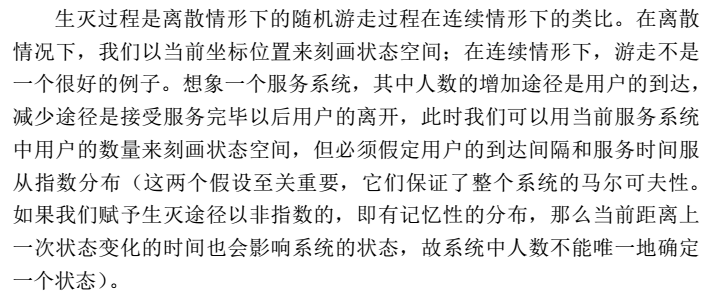 生灭过程是离散情形下的随机游走过程在连续情形下的类比。在离散
情况下，我们以当前坐标位置来刻画状态空间；在连续情形下，游走不是
一个很好的例子。想象一个服务系统，其中人数的增加途径是用户的到达，
减少途径是接受服务完毕以后用户的离开，此时我们可以用当前服务系统
中用户的数量来刻画状态空间，但必须假定用户的到达间隔和服务时间服
从指数分布（这两个假设至关重要，它们保证了整个系统的马尔可夫性。
如果我们赋予生灭途径以非指数的，即有记忆性的分布，那么当前距离上
一次状态变化的时间也会影响系统的状态，故系统中人数不能唯一地确定
一个状态）。